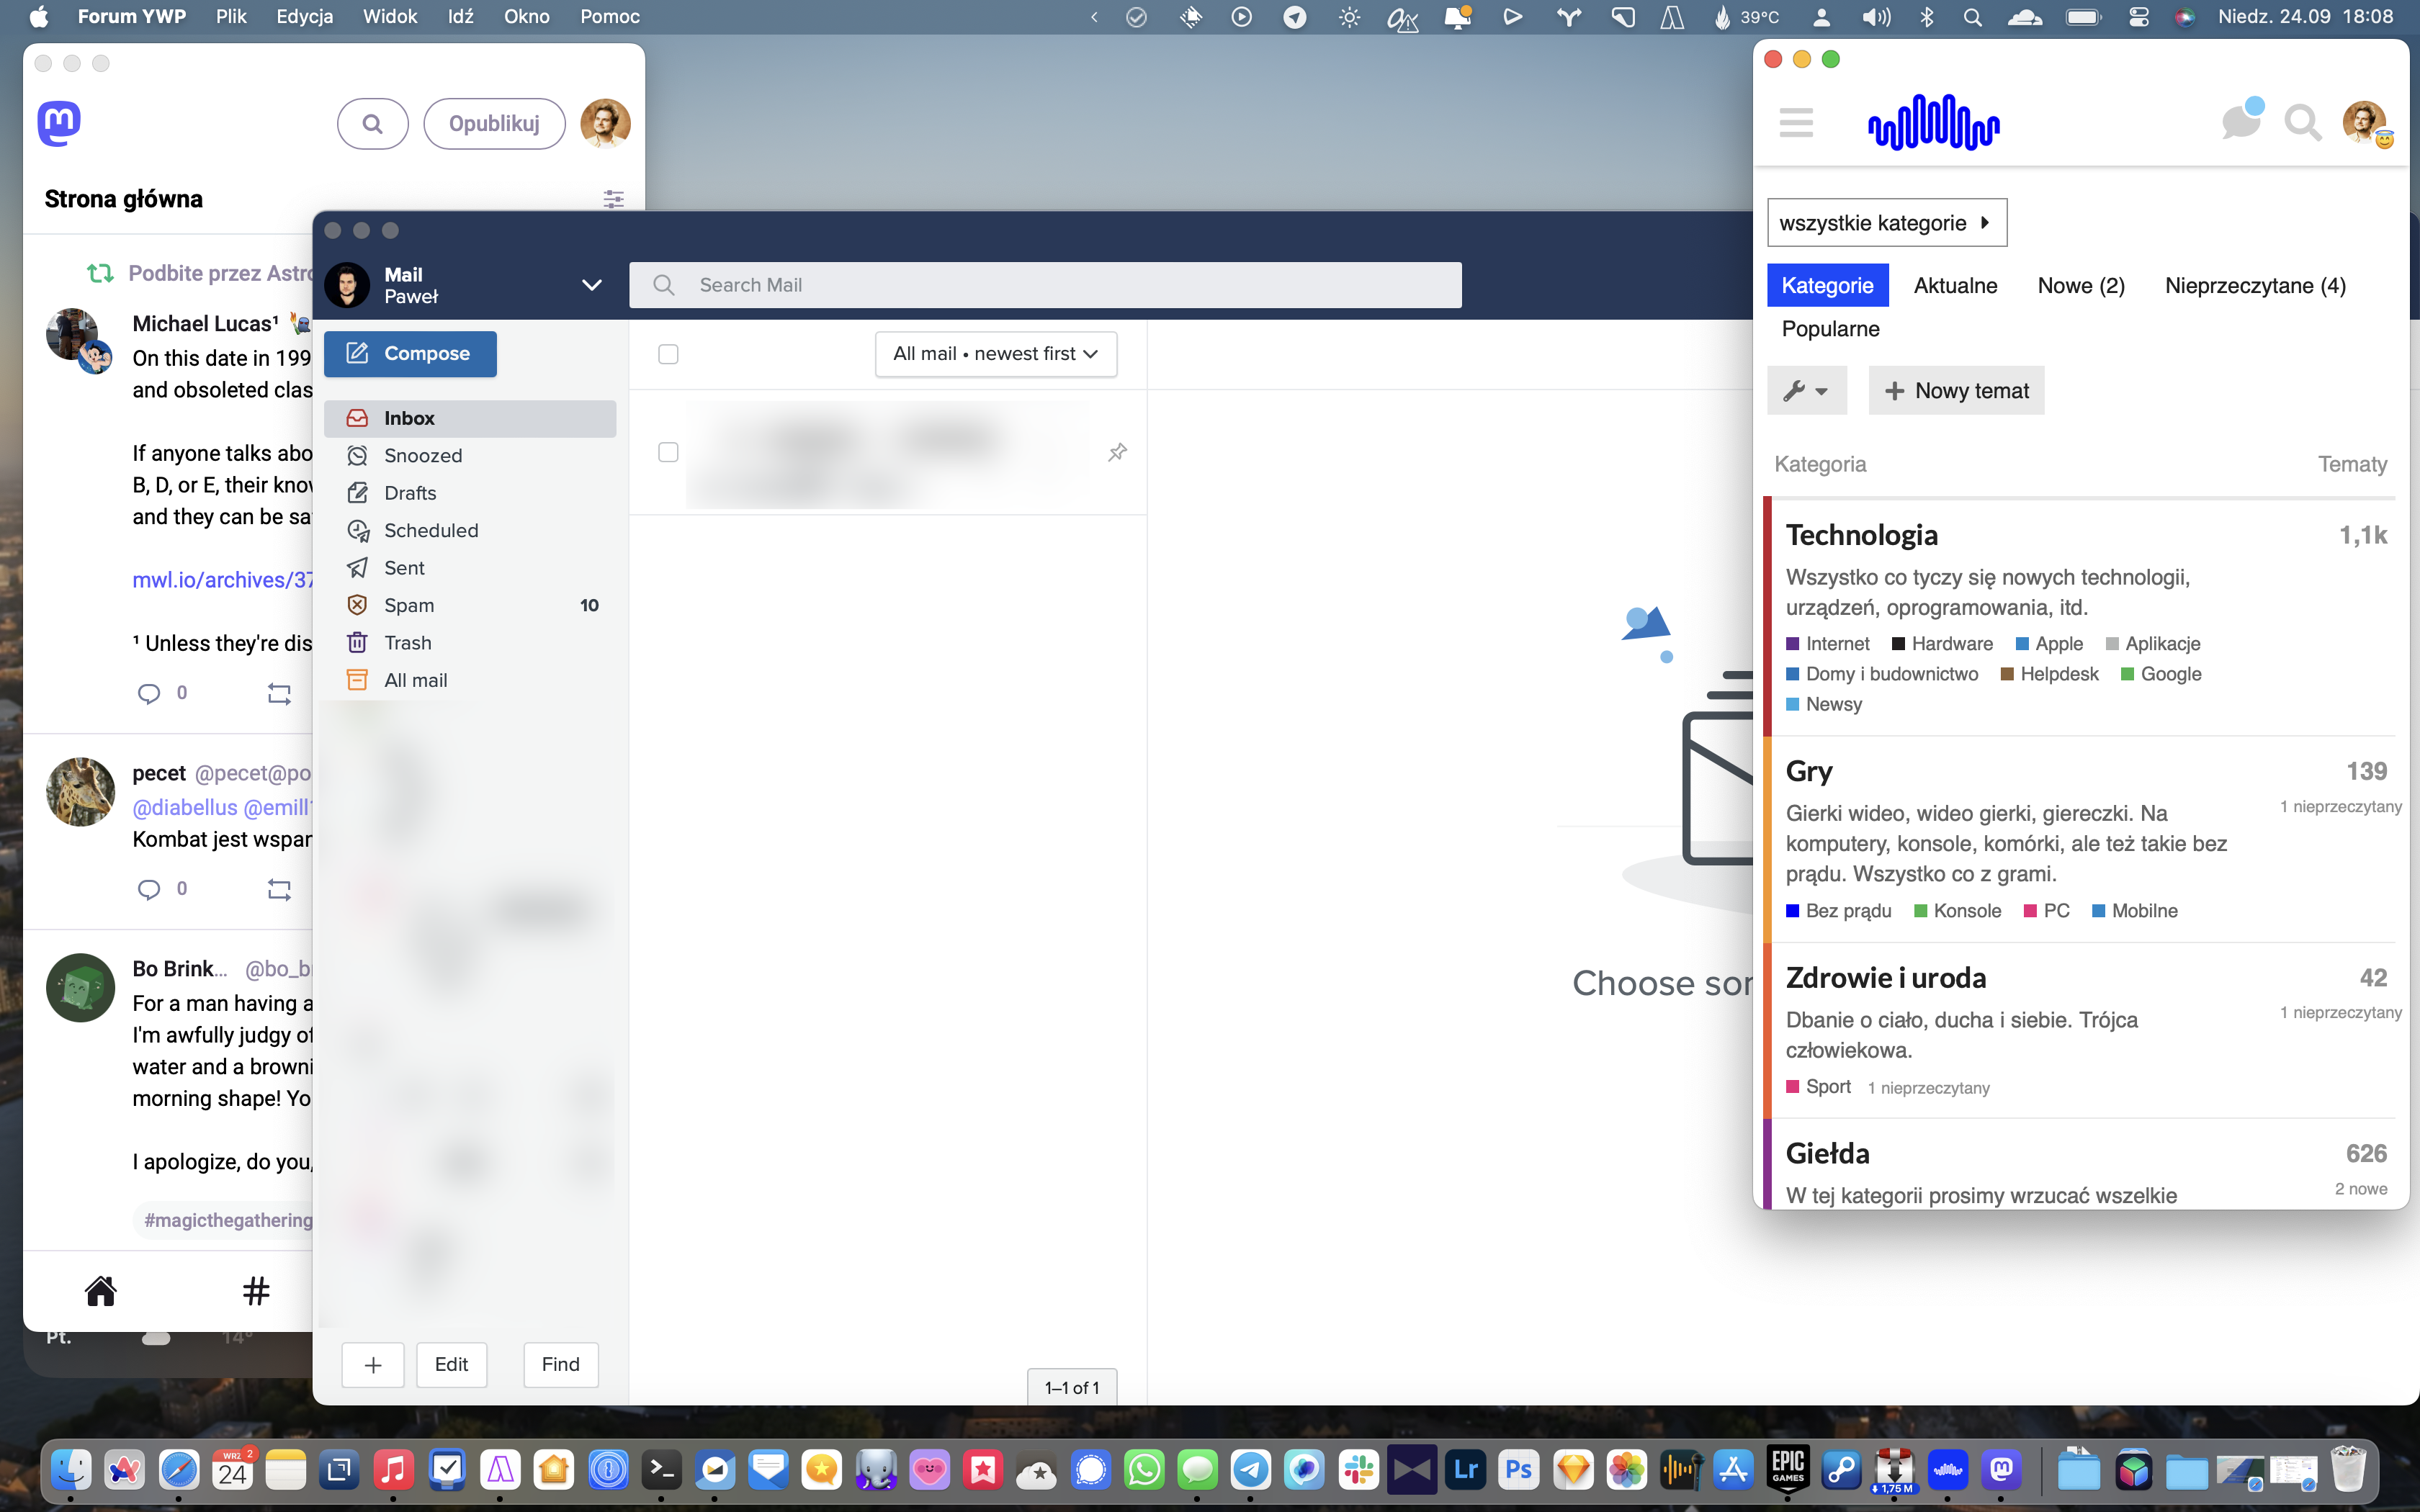 Forum YWP Plik Edycja Widok Idź Okno Pomoc
39°C
Niedz. 24.09 18:08
Opublikuj
Strona główna
Podbite przez Astro
Michael Lucas¹
On this date in 199
and obsoleted clas
If anyone talks abo
B, D, or E, their know
and they can be sa
mwl.io/archives/37
¹ Unless they're dis
0
pecet @pecet@po
@diabellus @emill
Kombat jest wspar
0
Bo Brink… @bo_b
For a man having a
I'm awfully judgy of
water and a browni
morning shape! Yo
I apologize, do you,
#magicthegathering
#
Pt. 14°
Mail
Paweł
Search Mail
Compose
All mail • newest first
Inbox
Snoozed
Drafts
Scheduled
Sent
Spam 10
Trash
All mail
Choose sor
Edit
Find
1–1 of 1
wszystkie kategorie
Kategorie Aktualne Nowe (2) Nieprzeczytane (4)
Popularne
Nowy temat
Kategoria Tematy
Technologia 1,1k
Wszystko co tyczy się nowych technologii,
urządzeń, oprogramowania, itd.
Internet Hardware Apple Aplikacje
Domy i budownictwo Helpdesk Google
Newsy
Gry 139
1 nieprzeczytany
Gierki wideo, wideo gierki, giereczki. Na
komputery, konsole, komórki, ale też takie bez
prądu. Wszystko co z grami.
Bez prądu Konsole PC Mobilne
Zdrowie i uroda 42
1 nieprzeczytany
Dbanie o ciało, ducha i siebie. Trójca
człowiekowa.
Sport 1 nieprzeczytany
Giełda 626
W tej kategorii prosimy wrzucać wszelkie
2 nowe
WRZ 2
24
Lr
Ps
EPIC
GAMES
1,75 M